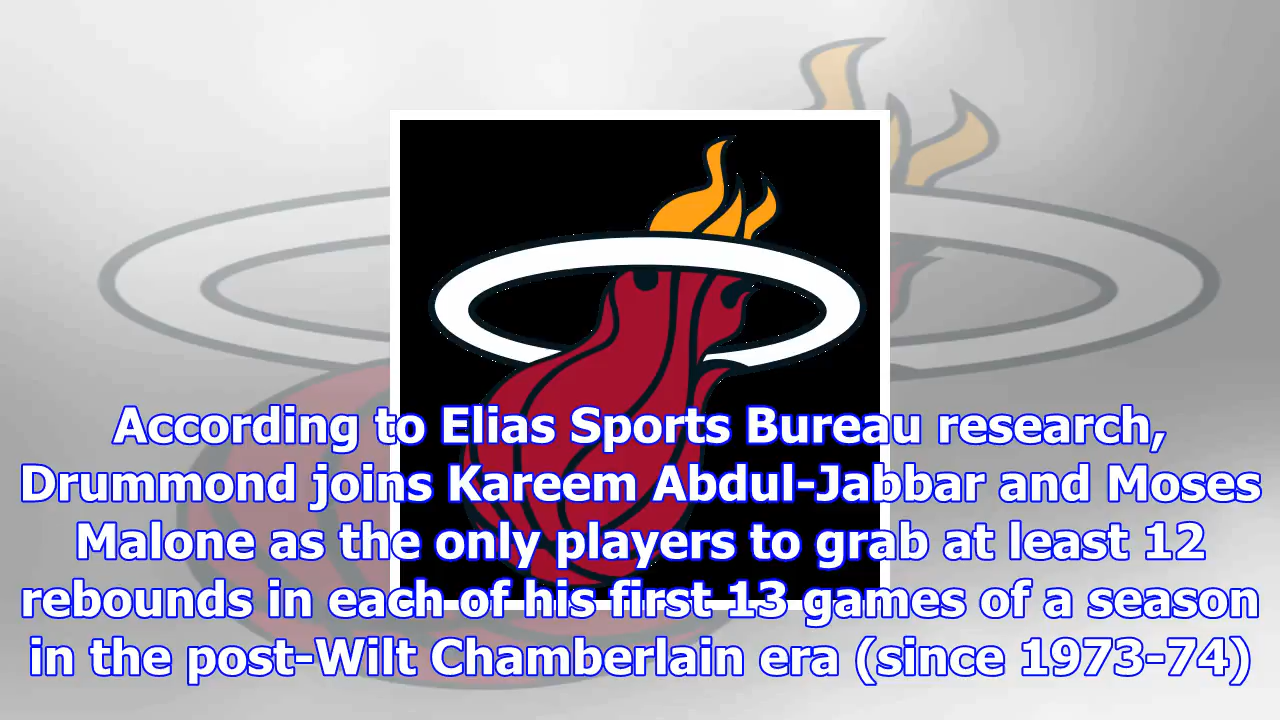 According to Elias Sports Bureau research,
Drummond joins Kareem Abdul-Jabbar and Moses
Malone as the only players to grab at least 12
rebounds in each of his first 13 games of a season
in the post-Wilt Chamberlain era (since 1973-74)